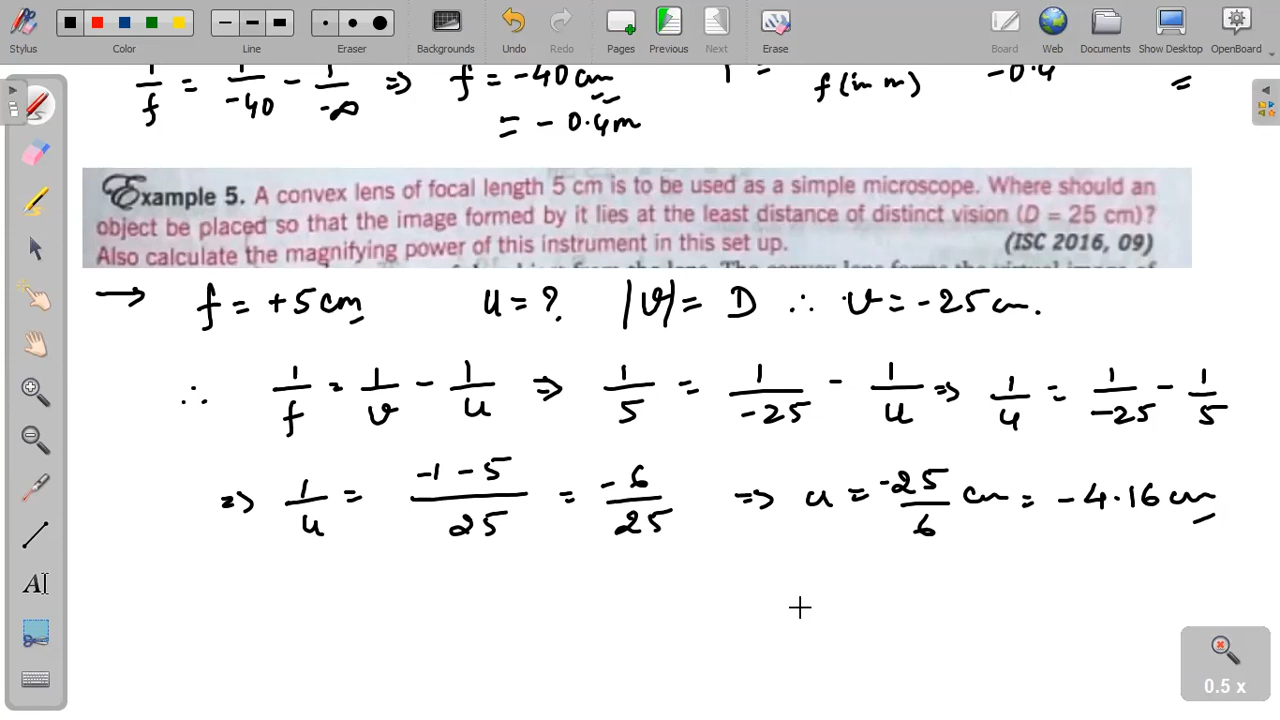 Stylus Color Line Eraser Backgrounds Undo Redo Pages Previous Next Erase Board Web Documents Show Desktop OpenBoard
1/f = 1/-40 - 1/-∞ ⇒ f = -40 cm f (in m) -0.4 =
= -0.4m
Example 5. A convex lens of focal length 5 cm is to be used as a simple microscope. Where should an
object be placed so that the image formed by it lies at the least distance of distinct vision (D = 25 cm)?
Also calculate the magnifying power of this instrument in this set up. (ISC 2016, 09)
→ f = +5cm u = ? |v| = D ∴ v = -25cm.
∴ 1/f = 1/v - 1/u ⇒ 1/5 = 1/-25 - 1/u ⇒ 1/u = 1/-25 - 1/5
⇒ 1/u = -1-5/25 = -6/25 ⇒ u = -25/6 cm = -4.16 cm
AI
0.5 x